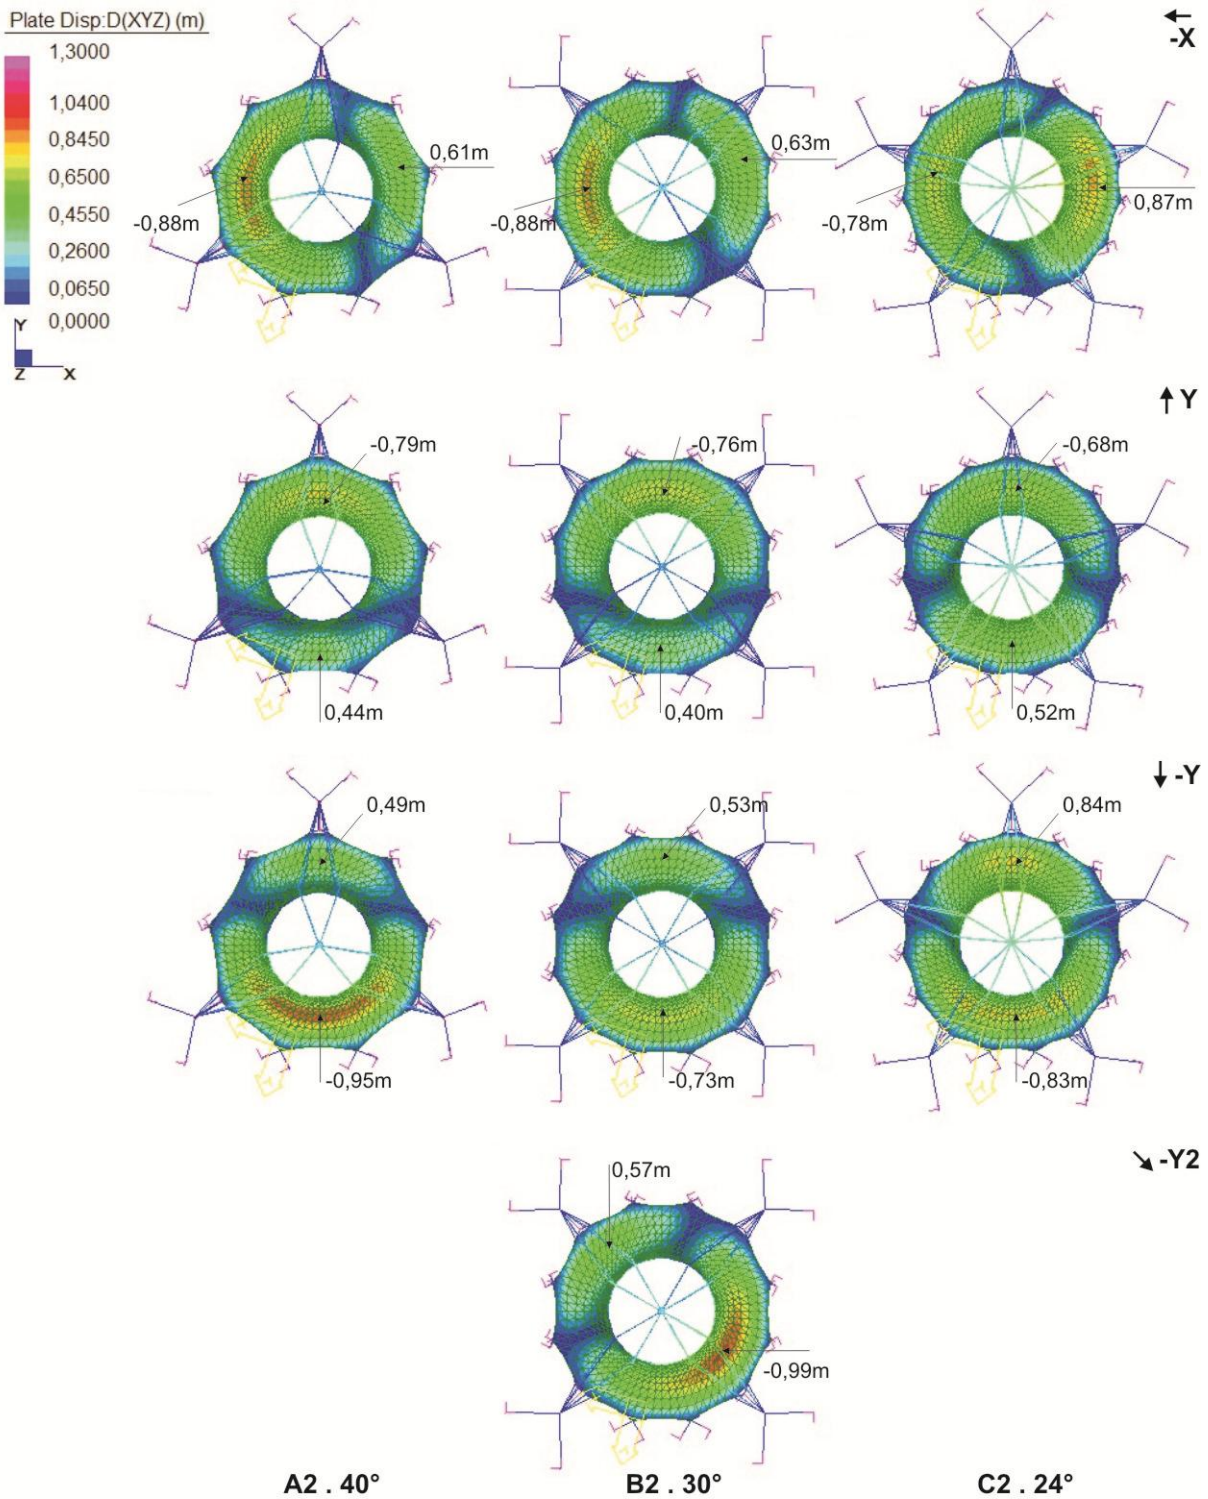 Plate Disp:D(XYZ) (m)
1,3000
1,0400
0,8450
0,6500
0,4550
0,2600
0,0650
0,0000
Y
Z X
-X
0,61m
-0,88m
0,63m
-0,88m
0,87m
-0,78m
Y
-0,79m
-0,76m
-0,68m
0,44m
0,40m
0,52m
-Y
0,49m
0,53m
0,84m
-0,95m
-0,73m
-0,83m
-Y2
0,57m
-0,99m
A2 . 40°
B2 . 30°
C2 . 24°